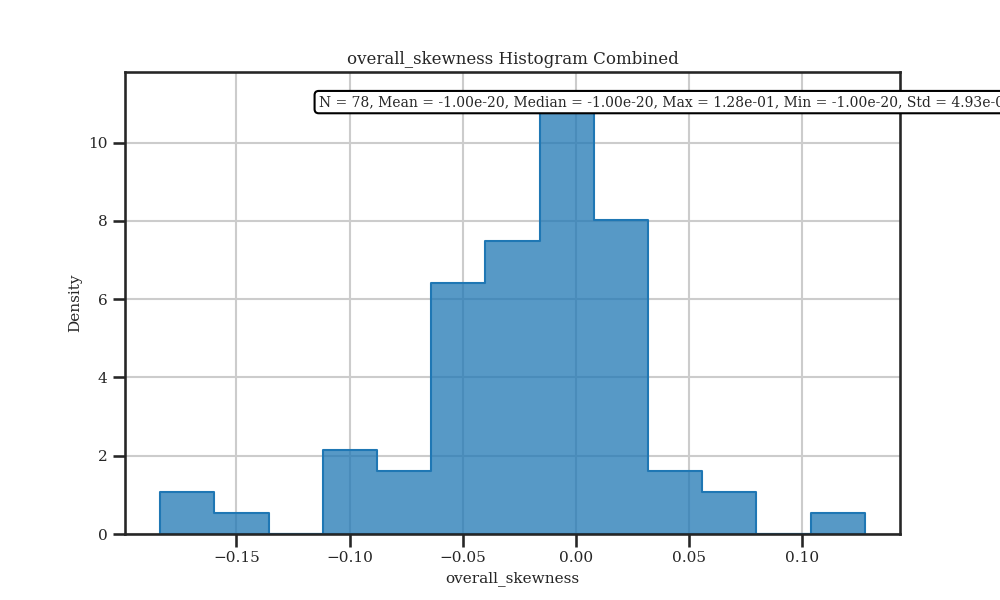 overall_skewness Histogram Combined
N = 78, Mean = -1.00e-20, Median = -1.00e-20, Max = 1.28e-01, Min = -1.00e-20, Std = 4.93e-0
10
8
6
4
2
0
Density
−0.15 −0.10 −0.05 0.00 0.05 0.10
overall_skewness